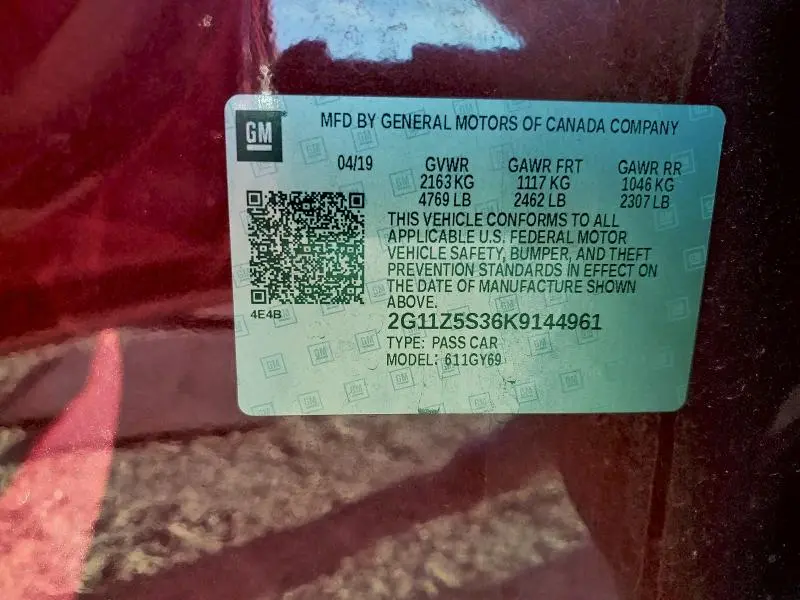 GM
MFD BY GENERAL MOTORS OF CANADA COMPANY
04/19 GVWR GAWR FRT GAWR RR
2163 KG 1117 KG 1046 KG
4769 LB 2462 LB 2307 LB
THIS VEHICLE CONFORMS TO ALL
APPLICABLE U.S. FEDERAL MOTOR
VEHICLE SAFETY, BUMPER, AND THEFT
PREVENTION STANDARDS IN EFFECT ON
THE DATE OF MANUFACTURE SHOWN
ABOVE.
4E4B
2G11Z5S36K9144961
TYPE: PASS CAR
MODEL: 611GY69